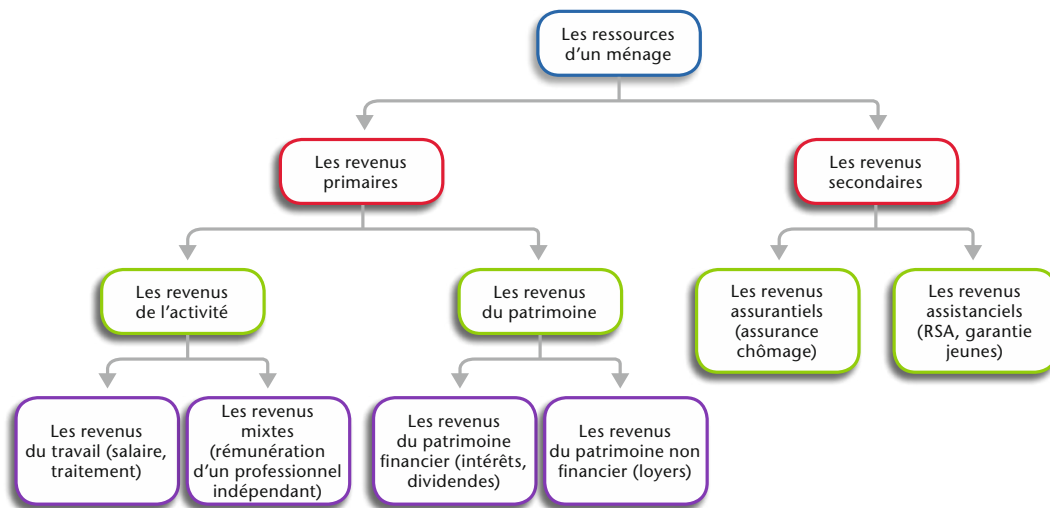 Les ressources
d'un ménage
Les revenus
primaires
Les revenus
secondaires
Les revenus
de l'activité
Les revenus
du patrimoine
Les revenus
assurantiels
(assurance
chômage)
Les revenus
assistanciels
(RSA, garantie
jeunes)
Les revenus
du travail (salaire,
traitement)
Les revenus
mixtes
(rémunération
d'un professionnel
indépendant)
Les revenus
du patrimoine
financier (intérêts,
dividendes)
Les revenus
du patrimoine non
financier (loyers)